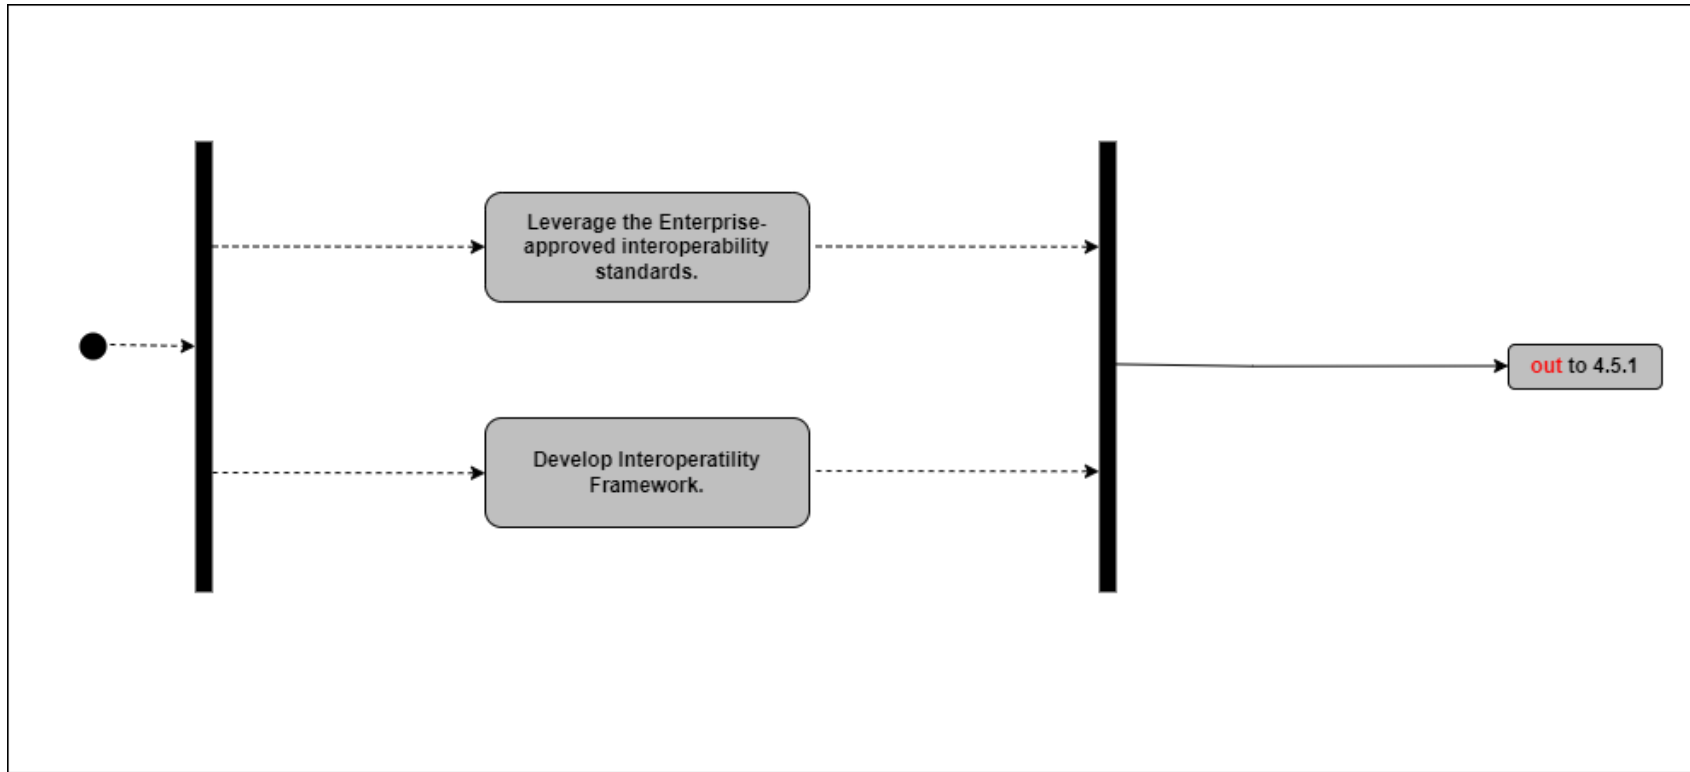 Leverage the Enterprise-
approved interoperability
standards.
out to 4.5.1
Develop Interoperatility
Framework.